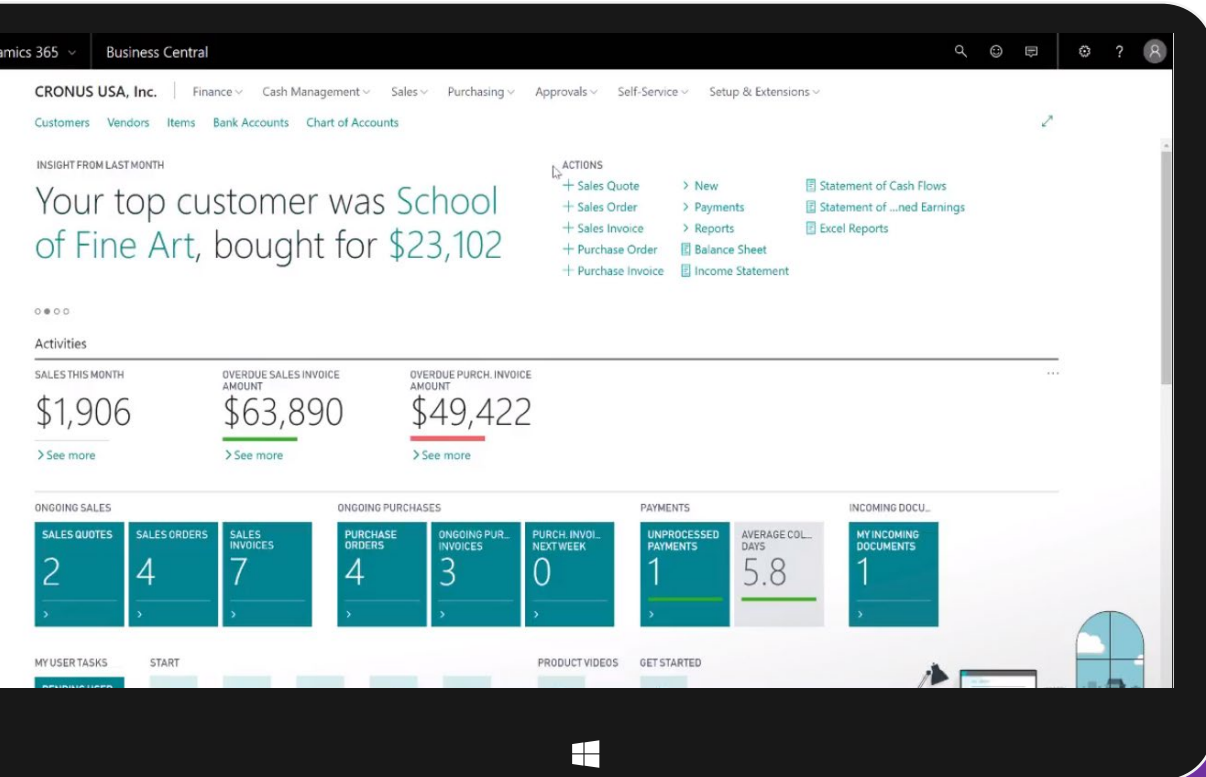 amics 365
Business Central
CRONUS USA, Inc.
Finance
Cash Management
Sales
Purchasing
Approvals
Self-Service
Setup & Extensions
Customers
Vendors
Items
Bank Accounts
Chart of Accounts
INSIGHT FROM LAST MONTH
Your top customer was School
of Fine Art, bought for $23,102
ACTIONS
+ Sales Quote
+ Sales Order
+ Sales Invoice
+ Purchase Order
+ Purchase Invoice
> New
> Payments
> Reports
Balance Sheet
Income Statement
Statement of Cash Flows
Statement of ...ned Earnings
Excel Reports
Activities
SALES THIS MONTH
$1,906
> See more
OVERDUE SALES INVOICE
AMOUNT
$63,890
> See more
OVERDUE PURCH. INVOICE
AMOUNT
$49,422
> See more
ONGOING SALES
SALES QUOTES
2
SALES ORDERS
4
SALES
INVOICES
7
ONGOING PURCHASES
PURCHASE
ORDERS
4
ONGOING PUR...
INVOICES
3
PURCH. INVOI...
NEXT WEEK
0
PAYMENTS
UNPROCESSED
PAYMENTS
1
AVERAGE COL...
DAYS
5.8
INCOMING DOCU...
MY INCOMING
DOCUMENTS
1
MY USER TASKS
START
PRODUCT VIDEOS
GET STARTED
PENDING USER